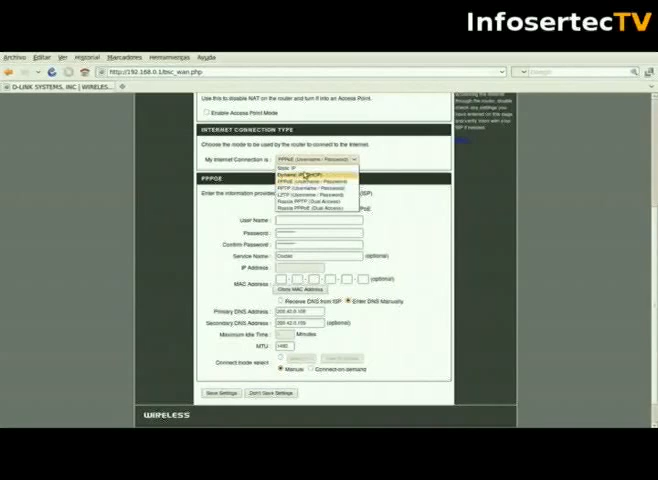 InfosertecTV
Archivo Editar Ver Historial Marcadores Herramientas Ayuda
http://192.168.0.1/bsc_wan.php
D-LINK SYSTEMS, INC | WIRELES...
Use this to disable NAT on the router and turn it into an Access Point.
Enable Access Point Mode
INTERNET CONNECTION TYPE
Choose the mode to be used by the router to connect to the Internet.
My Internet Connection is : PPPoE (Username / Password)
Static IP
Dynamic IP (DHCP)
PPPoE (Username / Password)
PPTP (Username / Password)
L2TP (Username / Password)
Russia PPTP (Dual Access)
Russia PPPoE (Dual Access)
PPPOE
Enter the information provided
User Name :
Password :
Confirm Password :
Service Name : (optional)
IP Address :
MAC Address : - - - - - (optional)
Clone MAC Address
Receive DNS from ISP Enter DNS Manually
Primary DNS Address :
Secondary DNS Address : (optional)
Maximum Idle Time : Minutes
MTU :
Connect mode select :
Manual Connect-on-demand
Save Settings Don't Save Settings
WIRELESS